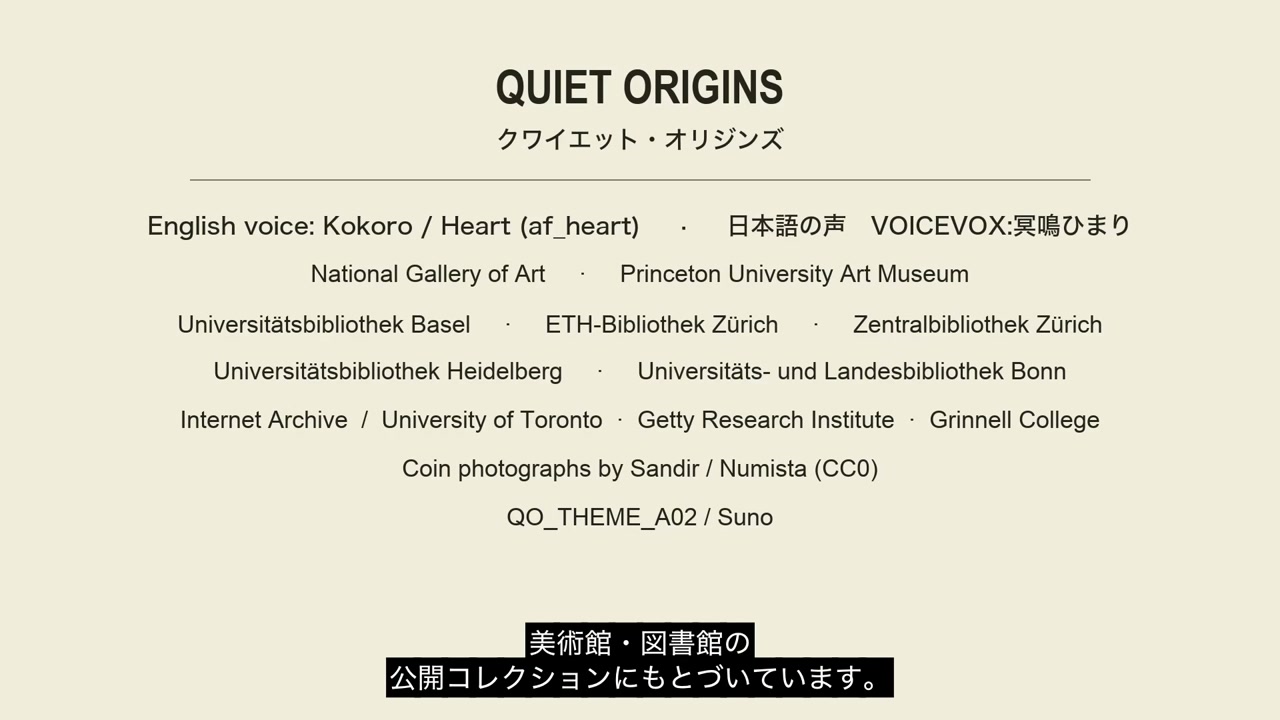 QUIET ORIGINS
クワイエット・オリジンズ
English voice: Kokoro / Heart (af_heart) · 日本語の声 VOICEVOX:冥鳴ひまり
National Gallery of Art · Princeton University Art Museum
Universitätsbibliothek Basel · ETH-Bibliothek Zürich · Zentralbibliothek Zürich
Universitätsbibliothek Heidelberg · Universitäts- und Landesbibliothek Bonn
Internet Archive / University of Toronto · Getty Research Institute · Grinnell College
Coin photographs by Sandir / Numista (CC0)
QO_THEME_A02 / Suno
美術館・図書館の
公開コレクションにもとづいています。